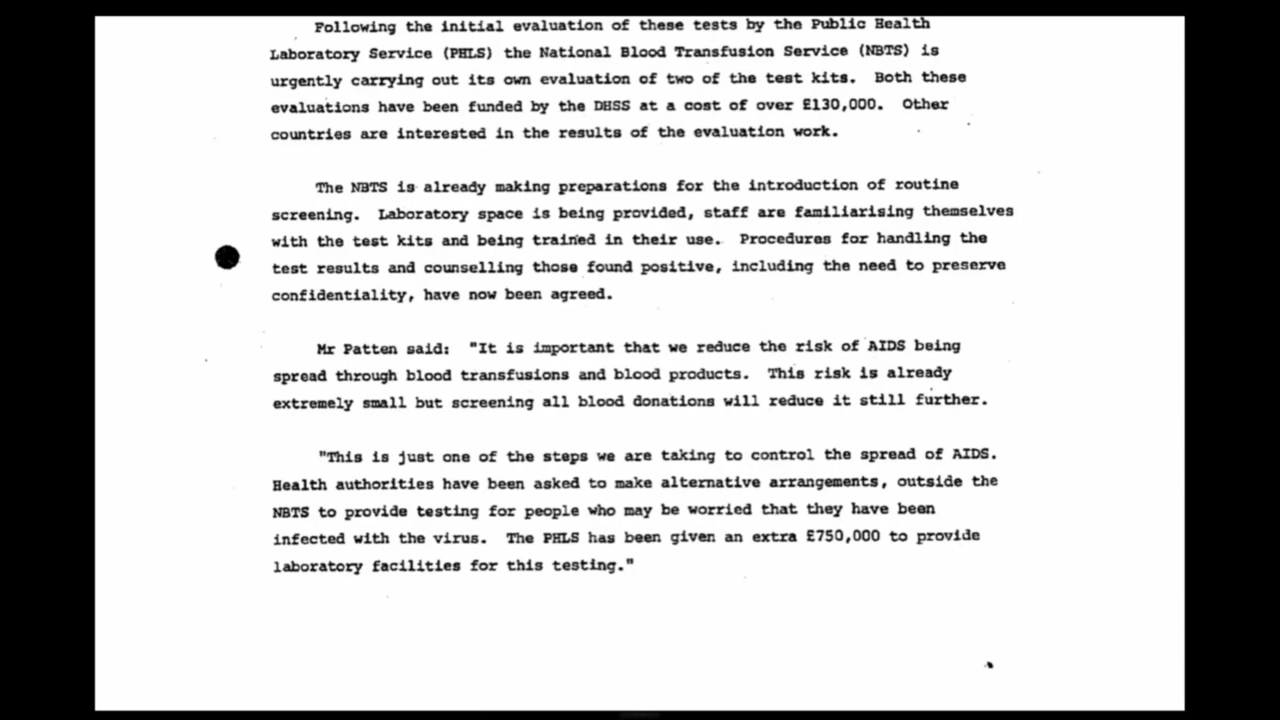 Following the initial evaluation of these tests by the Public Health
Laboratory Service (PHLS) the National Blood Transfusion Service (NBTS) is
urgently carrying out its own evaluation of two of the test kits. Both these
evaluations have been funded by the DHSS at a cost of over £130,000. Other
countries are interested in the results of the evaluation work.
The NBTS is already making preparations for the introduction of routine
screening. Laboratory space is being provided, staff are familiarising themselves
with the test kits and being trained in their use. Procedures for handling the
test results and counselling those found positive, including the need to preserve
confidentiality, have now been agreed.
Mr Patten said: "It is important that we reduce the risk of AIDS being
spread through blood transfusions and blood products. This risk is already
extremely small but screening all blood donations will reduce it still further.
"This is just one of the steps we are taking to control the spread of AIDS.
Health authorities have been asked to make alternative arrangements, outside the
NBTS to provide testing for people who may be worried that they have been
infected with the virus. The PHLS has been given an extra £750,000 to provide
laboratory facilities for this testing."